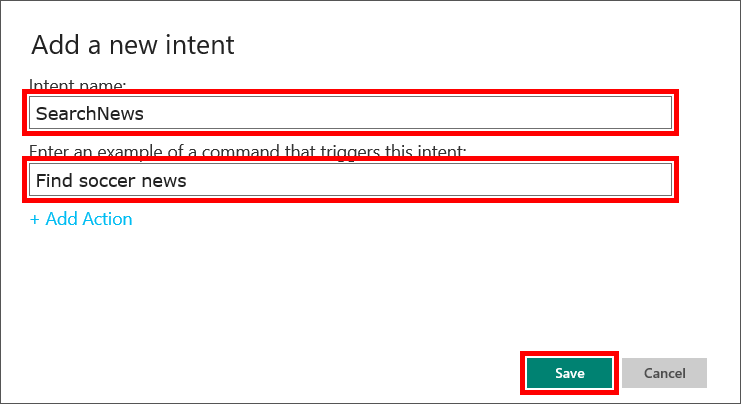 Add a new intent
Intent name:
SearchNews
Enter an example of a command that triggers this intent:
Find soccer news
+ Add Action
Save
Cancel